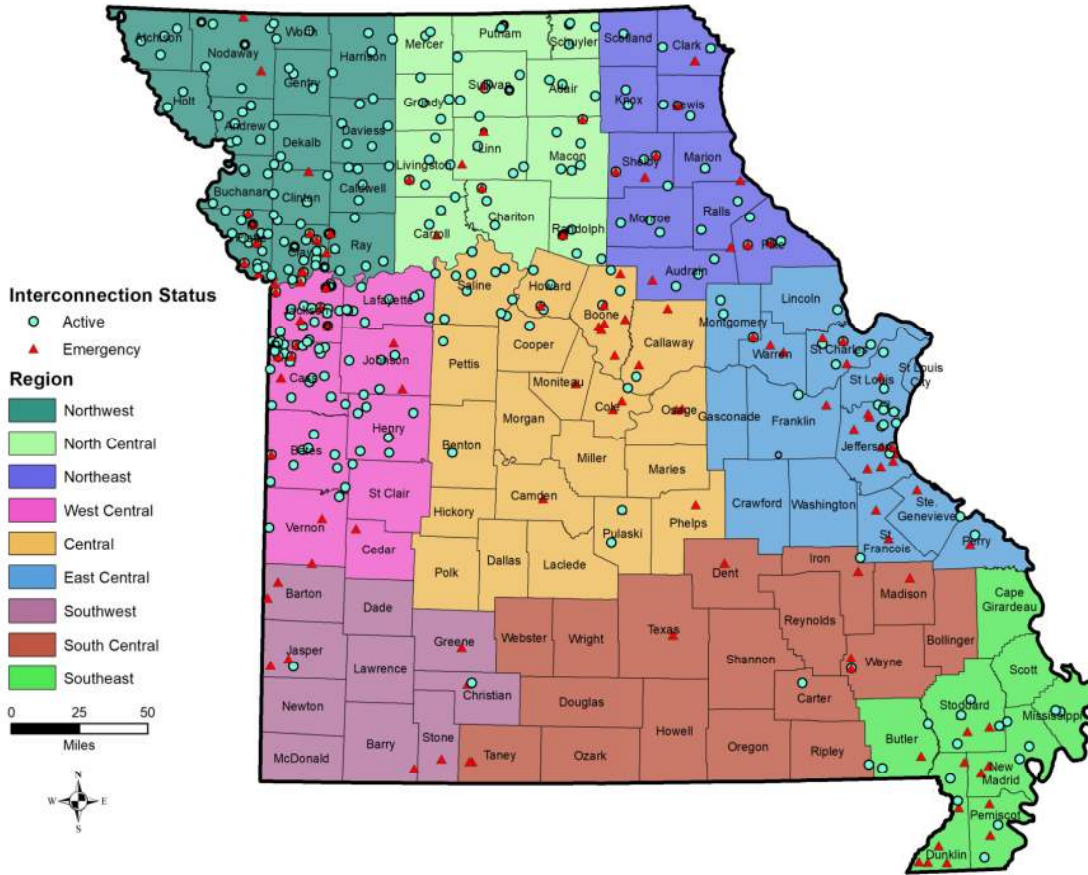 Interconnection Status
Active
Emergency
Region
Northwest
North Central
Northeast
West Central
Central
East Central
Southwest
South Central
Southeast
0 25 50
Miles
N
W E
S
Atchison
Nodaway
Worth
Harrison
Mercer
Putnam
Schuyler
Scotland
Clark
Holt
Gentry
Grundy
Sullivan
Adair
Knox
Lewis
Andrew
Dekalb
Daviess
Livingston
Linn
Macon
Shelby
Marion
Buchanan
Clinton
Caldwell
Carroll
Chariton
Randolph
Monroe
Ralls
Pike
Platte
Clay
Ray
Audrain
Jackson
Lafayette
Saline
Howard
Boone
Callaway
Montgomery
Lincoln
Warren
St Charles
St Louis
St Louis
City
Cass
Johnson
Pettis
Cooper
Moniteau
Cole
Osage
Gasconade
Franklin
Jefferson
Bates
Henry
Benton
Morgan
Miller
Maries
St Clair
Hickory
Camden
Pulaski
Phelps
Crawford
Washington
Ste.
Genevieve
St
Francois
Perry
Vernon
Cedar
Polk
Dallas
Laclede
Dent
Iron
Madison
Cape
Girardeau
Barton
Dade
Greene
Webster
Wright
Texas
Reynolds
Bollinger
Jasper
Lawrence
Christian
Douglas
Shannon
Wayne
Carter
Scott
Stoddard
Mississippi
Newton
Barry
Stone
Taney
Ozark
Howell
Oregon
Ripley
Butler
McDonald
New
Madrid
Pemiscot
Dunklin